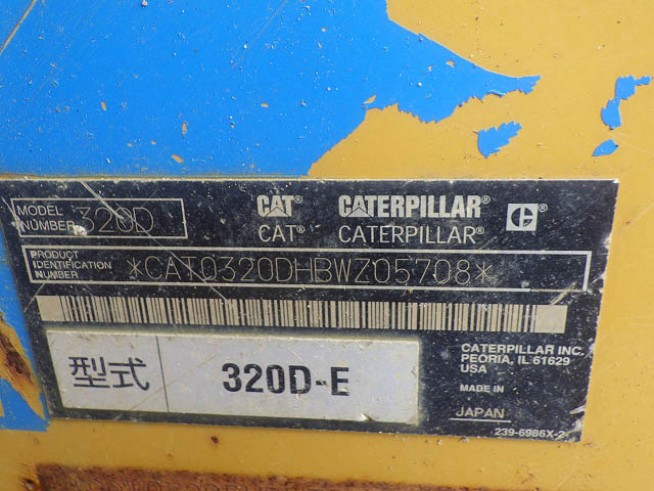 MODEL NUMBER 320D
CAT® CATERPILLAR® C
CAT® CATERPILLAR®
PRODUCT IDENTIFICATION NUMBER *CAT0320DHBWZ05708*
型式 320D-E
CATERPILLAR INC.
PEORIA, IL 61629
USA
MADE IN
JAPAN
239-6986X-2